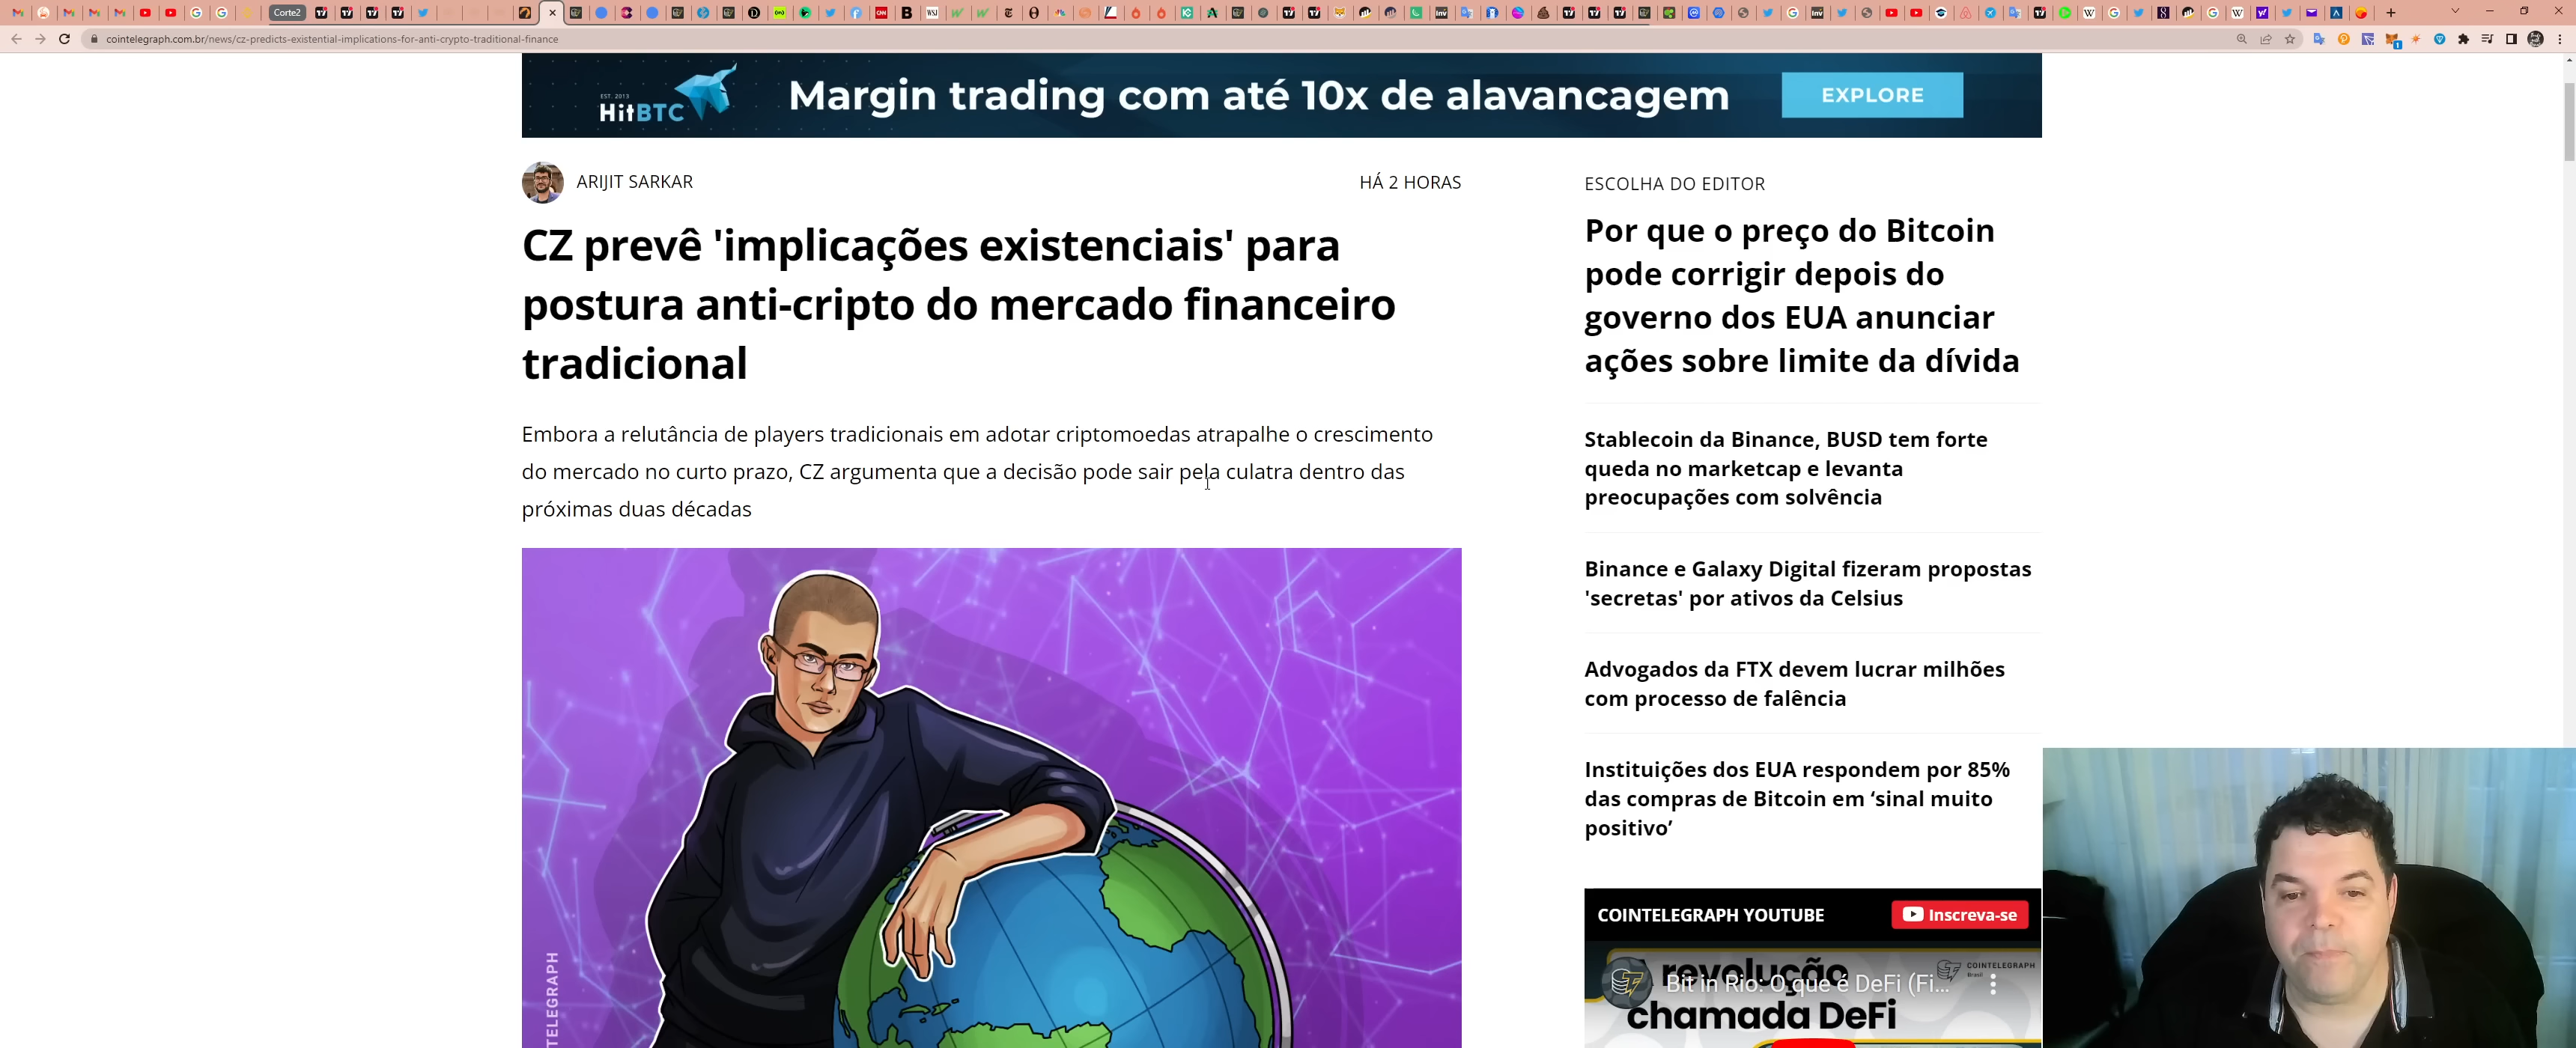 Corte2
cointelegraph.com.br/news/cz-predicts-existential-implications-for-anti-crypto-traditional-finance
EST. 2013
HitBTC
Margin trading com até 10x de alavancagem
EXPLORE
ARIJIT SARKAR
HÁ 2 HORAS
CZ prevê 'implicações existenciais' para
postura anti-cripto do mercado financeiro
tradicional
Embora a relutância de players tradicionais em adotar criptomoedas atrapalhe o crescimento
do mercado no curto prazo, CZ argumenta que a decisão pode sair pela culatra dentro das
próximas duas décadas
TELEGRAPH
ESCOLHA DO EDITOR
Por que o preço do Bitcoin
pode corrigir depois do
governo dos EUA anunciar
ações sobre limite da dívida
Stablecoin da Binance, BUSD tem forte
queda no marketcap e levanta
preocupações com solvência
Binance e Galaxy Digital fizeram propostas
'secretas' por ativos da Celsius
Advogados da FTX devem lucrar milhões
com processo de falência
Instituições dos EUA respondem por 85%
das compras de Bitcoin em ‘sinal muito
positivo’
COINTELEGRAPH YOUTUBE
Inscreva-se
revolução
COINTELEGRAPH
Brasil
Bit in Rio: O que é DeFi (Fi...
chamada DeFi